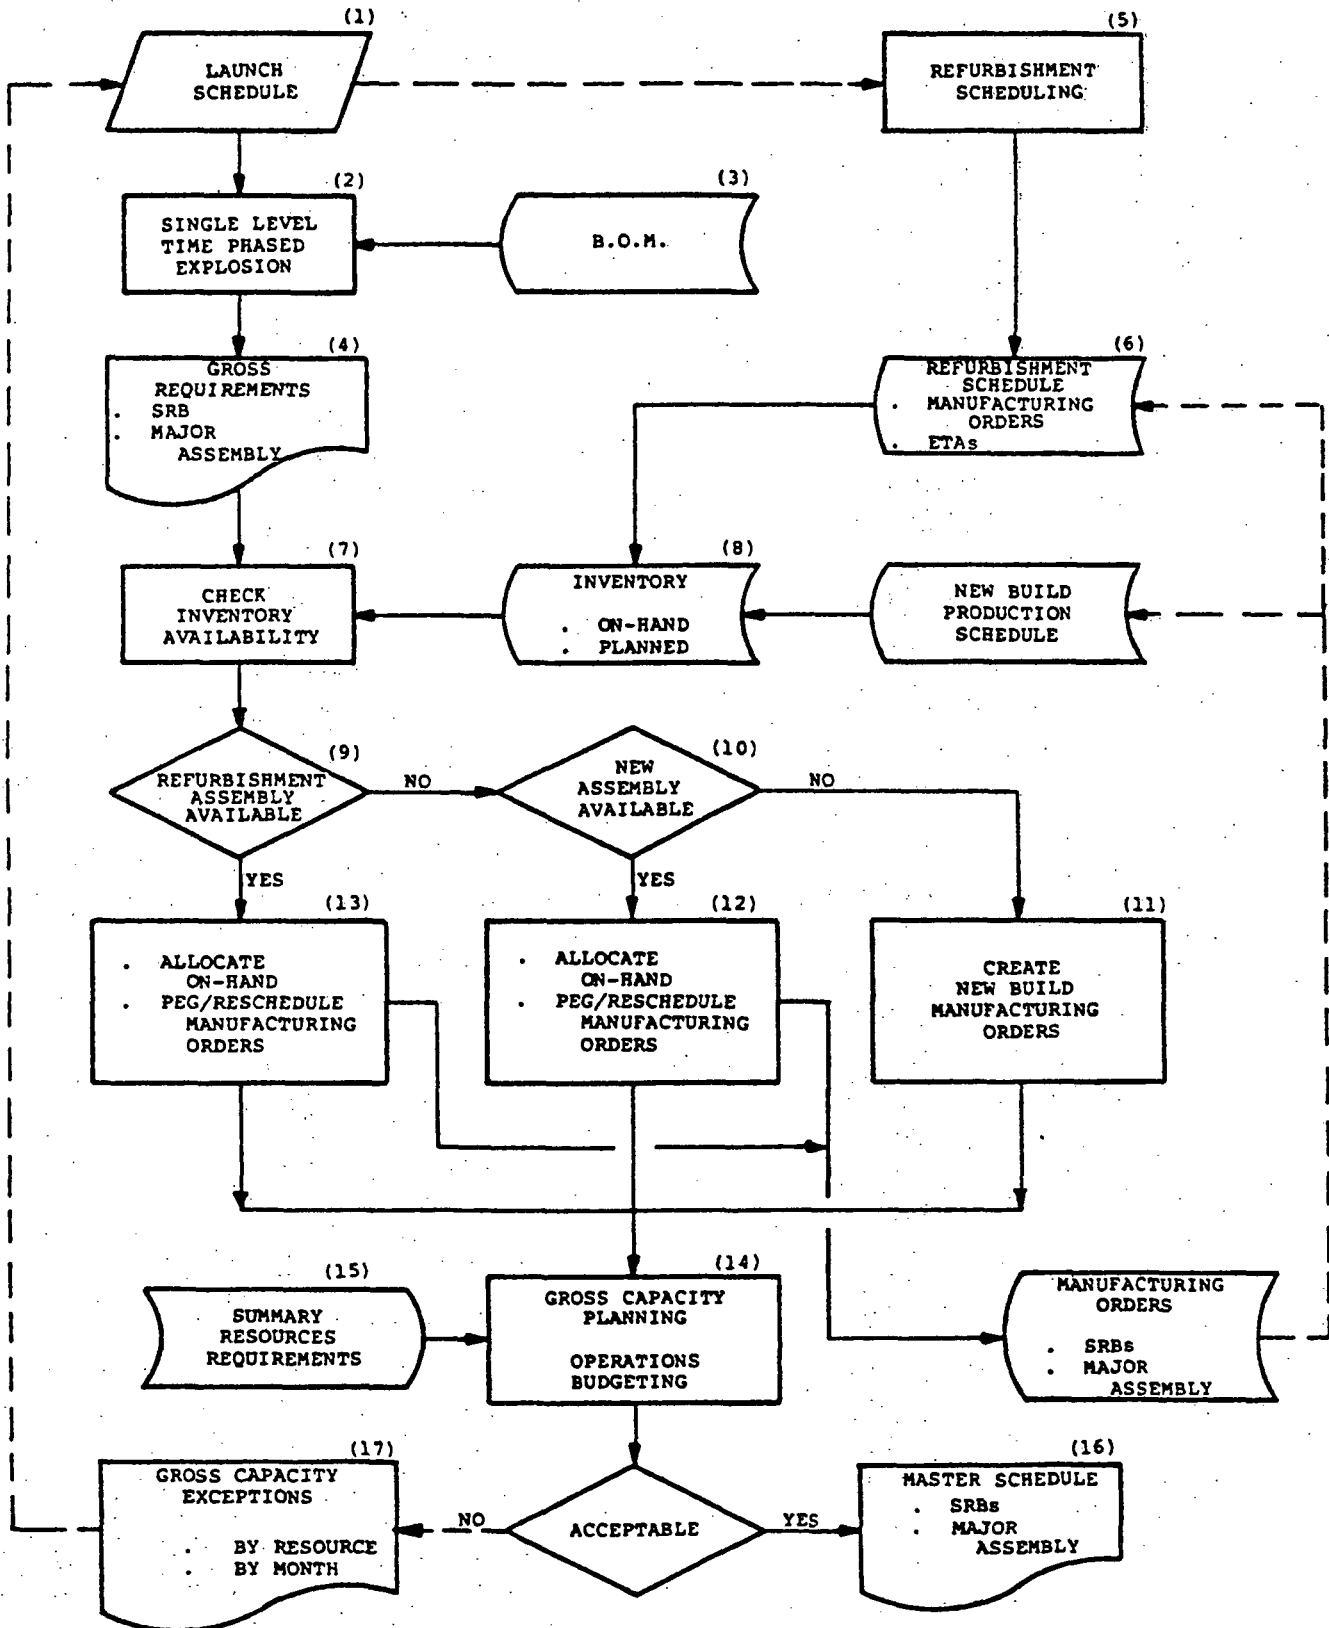 (1)
LAUNCH
SCHEDULE
(5)
REFURBISHMENT
SCHEDULING
(2)
SINGLE LEVEL
TIME PHASED
EXPLOSION
(3)
B.O.M.
(4)
GROSS
REQUIREMENTS
. SRB
. MAJOR
ASSEMBLY
(6)
REFURBISHMENT
SCHEDULE
. MANUFACTURING
ORDERS
. ETAs
(7)
CHECK
INVENTORY
AVAILABILITY
(8)
INVENTORY
. ON-HAND
. PLANNED
NEW BUILD
PRODUCTION
SCHEDULE
(9)
REFURBISHMENT
ASSEMBLY
AVAILABLE
NO
YES
(10)
NEW
ASSEMBLY
AVAILABLE
NO
YES
(13)
. ALLOCATE
ON-HAND
. PEG/RESCHEDULE
MANUFACTURING
ORDERS
(12)
. ALLOCATE
ON-HAND
. PEG/RESCHEDULE
MANUFACTURING
ORDERS
(11)
CREATE
NEW BUILD
MANUFACTURING
ORDERS
(15)
SUMMARY
RESOURCES
REQUIREMENTS
(14)
GROSS CAPACITY
PLANNING
OPERATIONS
BUDGETING
MANUFACTURING
ORDERS
. SRBs
. MAJOR
ASSEMBLY
(17)
GROSS CAPACITY
EXCEPTIONS
. BY RESOURCE
. BY MONTH
NO
ACCEPTABLE
YES
(16)
MASTER SCHEDULE
. SRBs
. MAJOR
ASSEMBLY